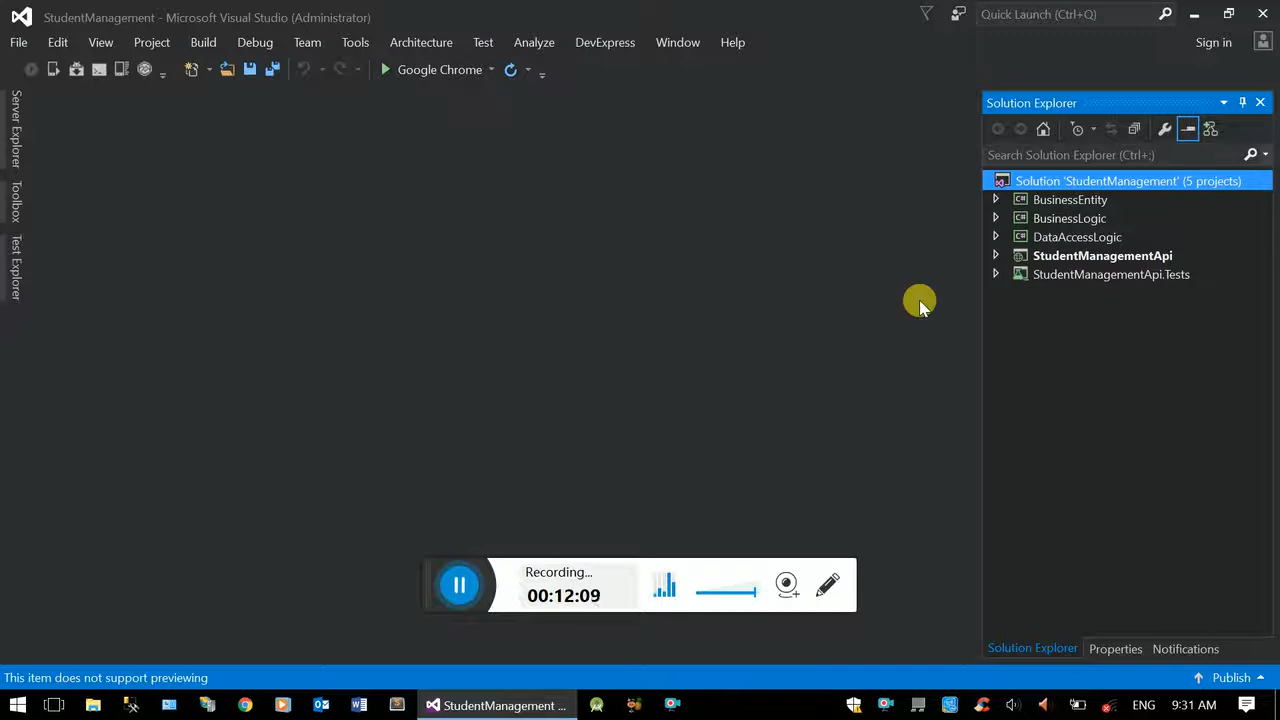 StudentManagement - Microsoft Visual Studio (Administrator)
Quick Launch (Ctrl+Q)
File Edit View Project Build Debug Team Tools Architecture Test Analyze DevExpress Window Help
Sign in
Google Chrome
Server Explorer
Toolbox
Test Explorer
Solution Explorer
Search Solution Explorer (Ctrl+;)
Solution 'StudentManagement' (5 projects)
C# BusinessEntity
C# BusinessLogic
C# DataAccessLogic
StudentManagementApi
StudentManagementApi.Tests
Recording...
00:12:09
Solution Explorer Properties Notifications
This item does not support previewing
Publish
StudentManagement ...
ENG 9:31 AM